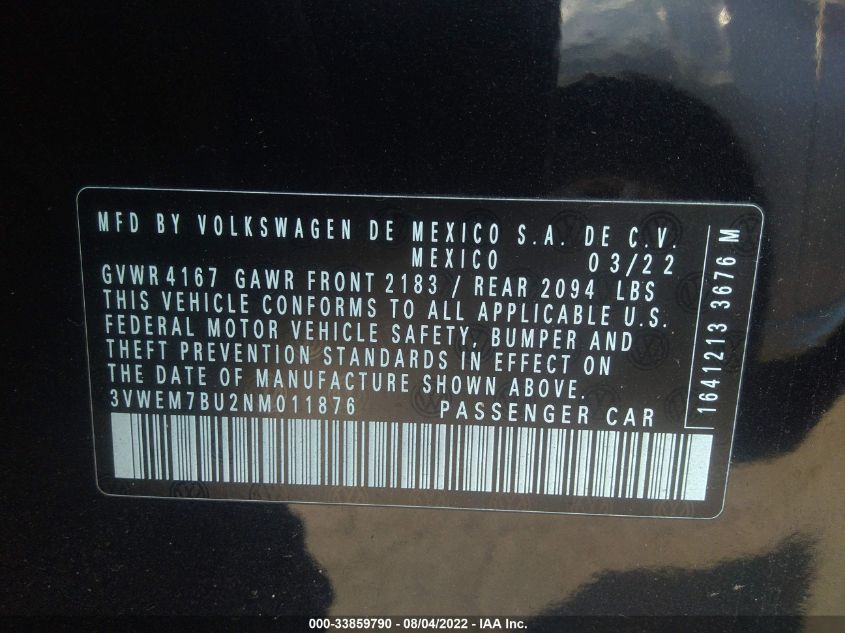 MFD BY VOLKSWAGEN DE MEXICO S.A. DE C.V.
MEXICO 03/22
GVWR 4167 GAWR FRONT 2183 / REAR 2094 LBS
THIS VEHICLE CONFORMS TO ALL APPLICABLE U.S.
FEDERAL MOTOR VEHICLE SAFETY, BUMPER AND
THEFT PREVENTION STANDARDS IN EFFECT ON
THE DATE OF MANUFACTURE SHOWN ABOVE.
3VWEM7BU2NM011876 PASSENGER CAR
1641213 3676 M
000-33859790 - 08/04/2022 - IAA Inc.